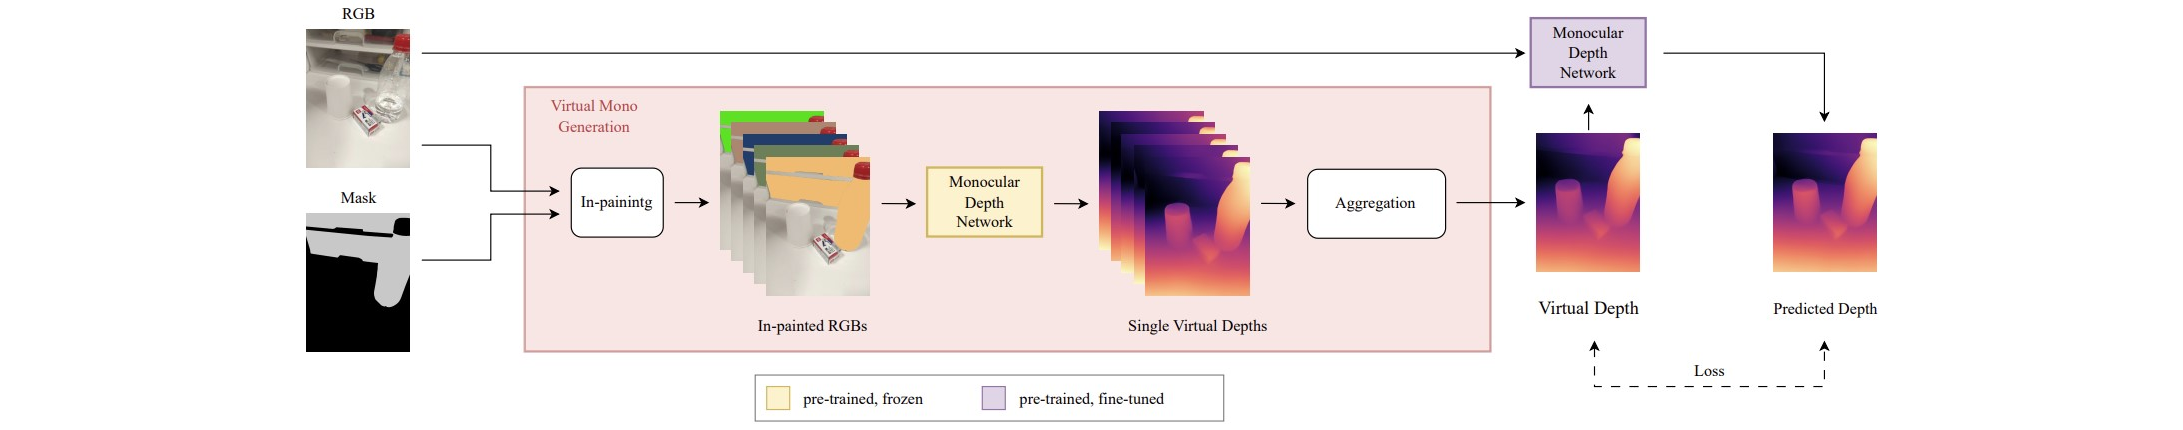 RGB
Mask
Virtual Mono
Generation
In-painintg
In-painted RGBs
Monocular
Depth
Network
Single Virtual Depths
Aggregation
Monocular
Depth
Network
Virtual Depth
Predicted Depth
Loss
pre-trained, frozen
pre-trained, fine-tuned